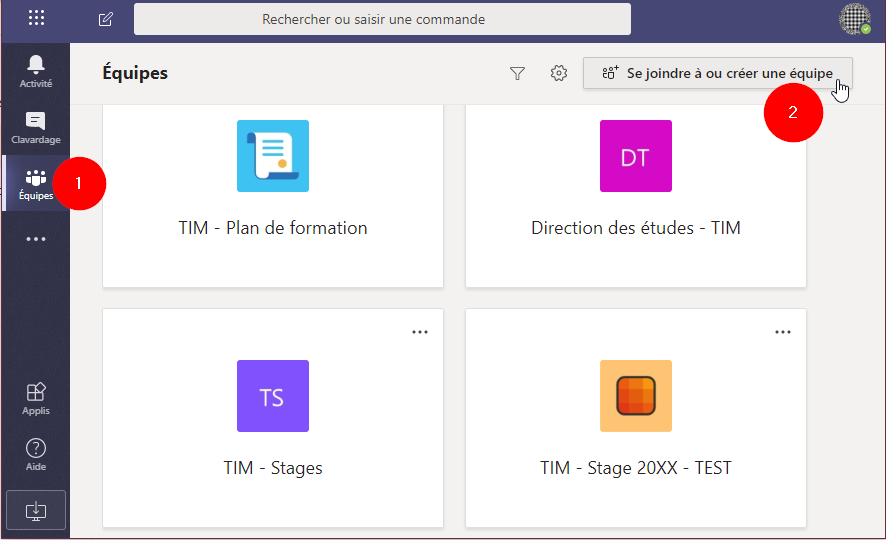 Rechercher ou saisir une commande
Activité
Clavardage
Équipes
1
Applis
Aide
Équipes
Se joindre à ou créer une équipe
2
TIM - Plan de formation
DT
Direction des études - TIM
TS
TIM - Stages
TIM - Stage 20XX - TEST